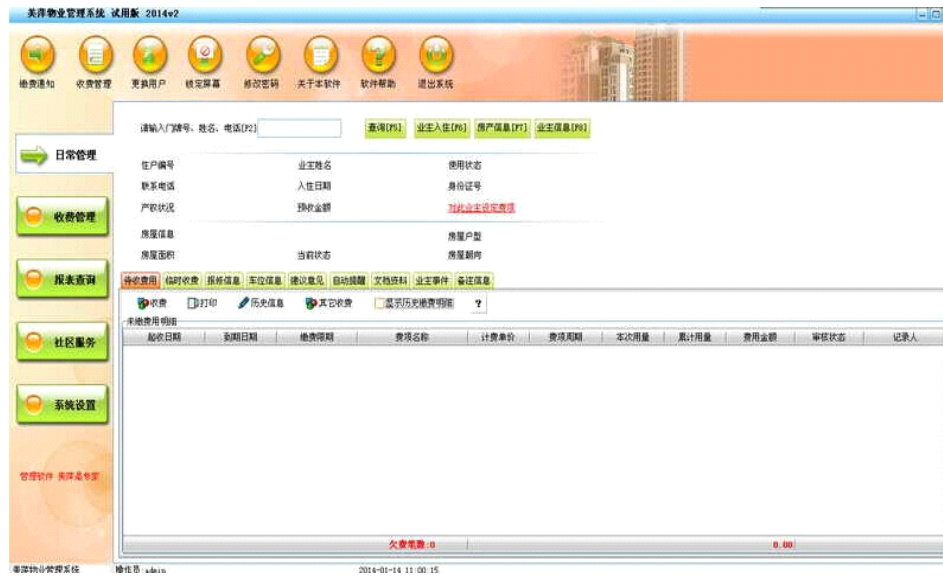 美萍物业管理系统 试用版 2014v2
缴费通知 收费管理 更换用户 锁定屏幕 修改密码 关于本软件 软件帮助 退出系统
请输入门牌号、姓名、电话[F2] 查询[F5] 业主入住[F6] 房产信息[F7] 业主信息[F8]
日常管理
住户编号 业主姓名 使用状态
联系电话 入住日期 身份证号
产权状况 预收金额 对此业主设定费项
收费管理
房屋信息 房屋户型
房屋面积 当前状态 房屋朝向
报表查询
待收费用 临时收费 报修信息 车位信息 建议意见 自动提醒 文档资料 业主事件 备注信息
收费 打印 历史信息 其它收费 显示历史缴费明细 ?
未缴费用明细
起收日期 到期日期 缴费限期 费项名称 计费单价 费项周期 本次用量 累计用量 费用金额 审核状态 记录人
社区服务
系统设置
管理软件 美萍是专家
欠费笔数:0 0.00
美萍物业管理系统 操作员:admin 2014-01-14 11:00:15